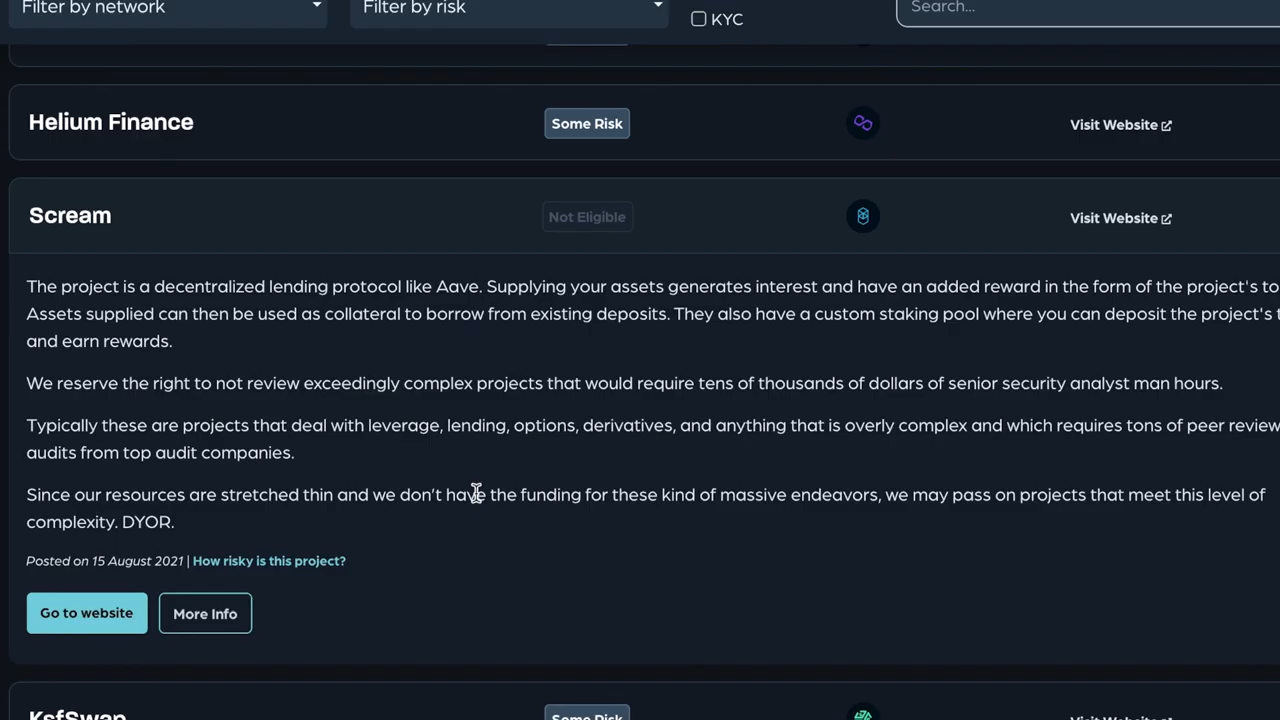 Filter by network
Filter by risk
KYC
Search...
Helium Finance
Some Risk
Visit Website
Scream
Not Eligible
Visit Website
The project is a decentralized lending protocol like Aave. Supplying your assets generates interest and have an added reward in the form of the project's
Assets supplied can then be used as collateral to borrow from existing deposits. They also have a custom staking pool where you can deposit the project's
and earn rewards.
We reserve the right to not review exceedingly complex projects that would require tens of thousands of dollars of senior security analyst man hours.
Typically these are projects that deal with leverage, lending, options, derivatives, and anything that is overly complex and which requires tons of peer review
audits from top audit companies.
Since our resources are stretched thin and we don't have the funding for these kind of massive endeavors, we may pass on projects that meet this level of
complexity. DYOR.
Posted on 15 August 2021 | How risky is this project?
Go to website
More Info
KsfSwap
Some Risk